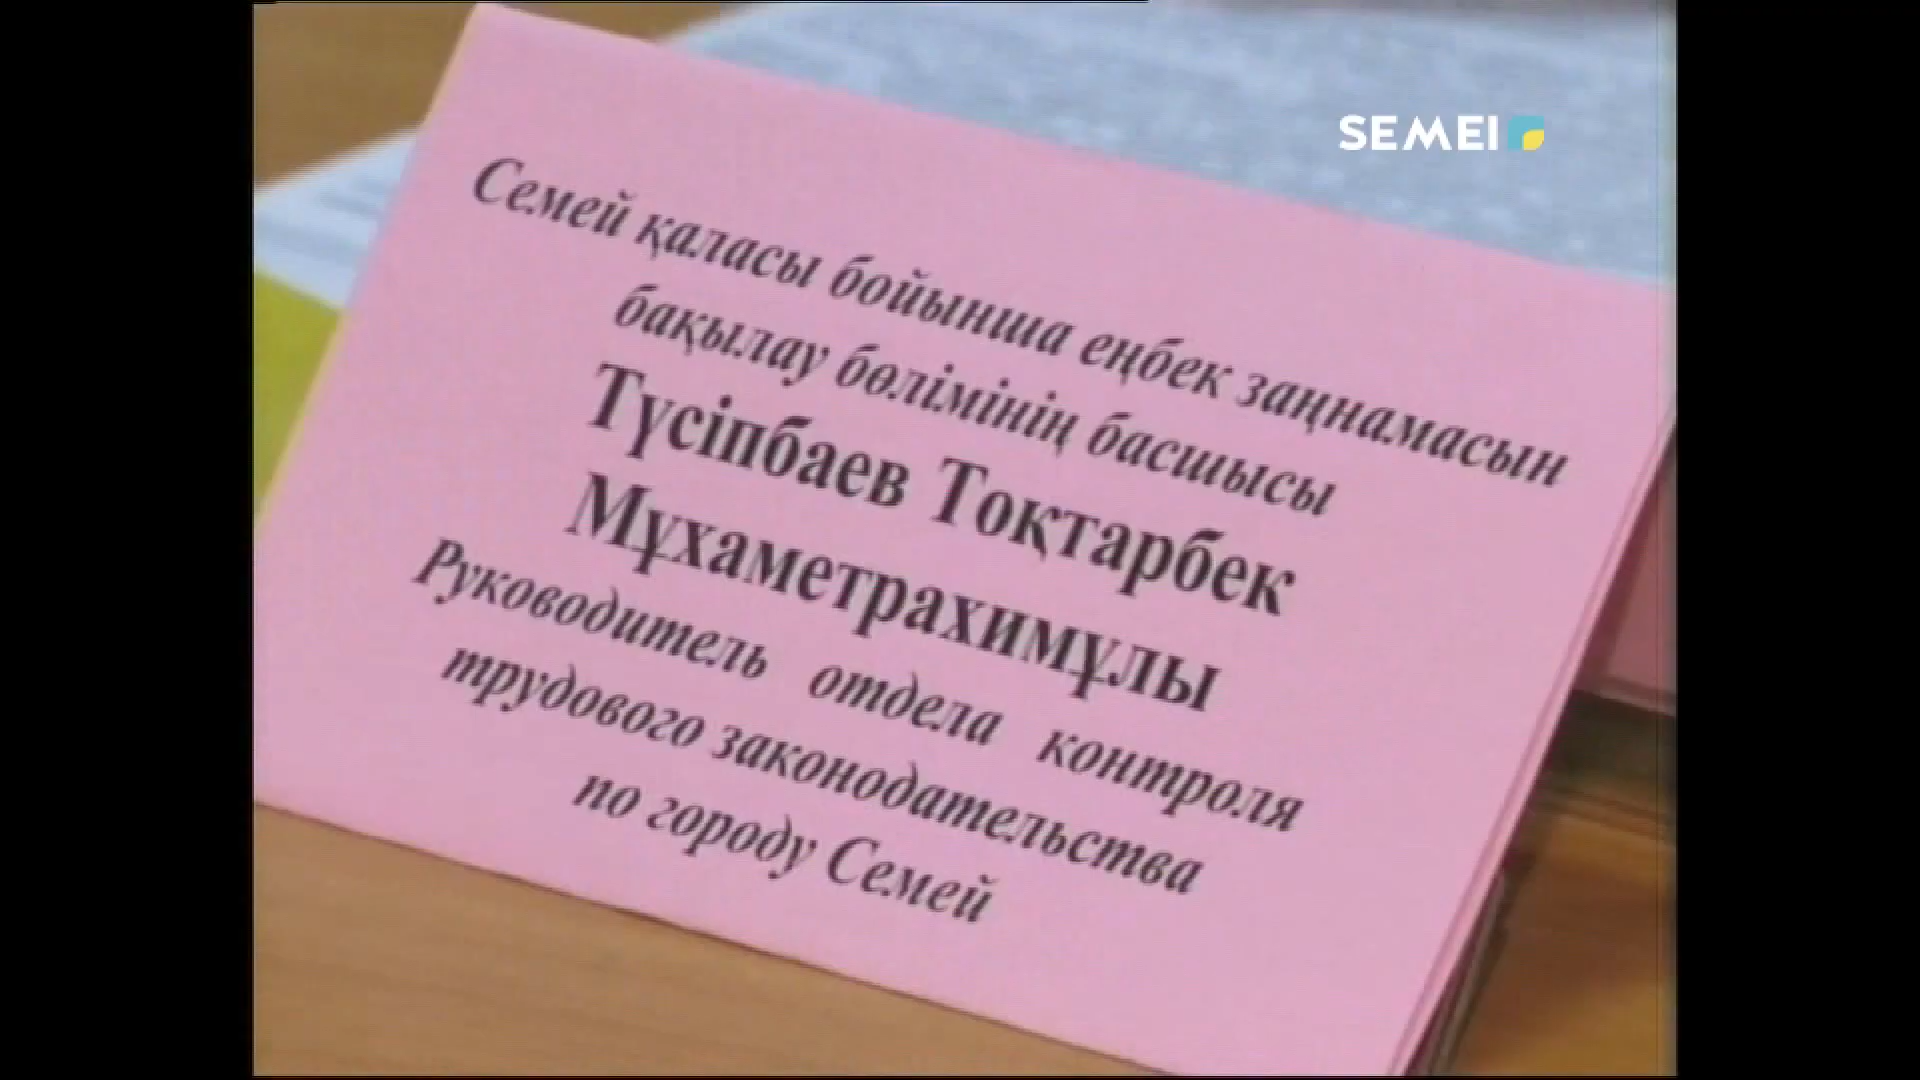 SEMEI
Семей қаласы бойынша еңбек заңнамасын
бақылау бөлімінің басшысы
Түсіпбаев Тоқтарбек
Мұхаметрахимұлы
Руководитель отдела контроля
трудового законодательства
по городу Семей